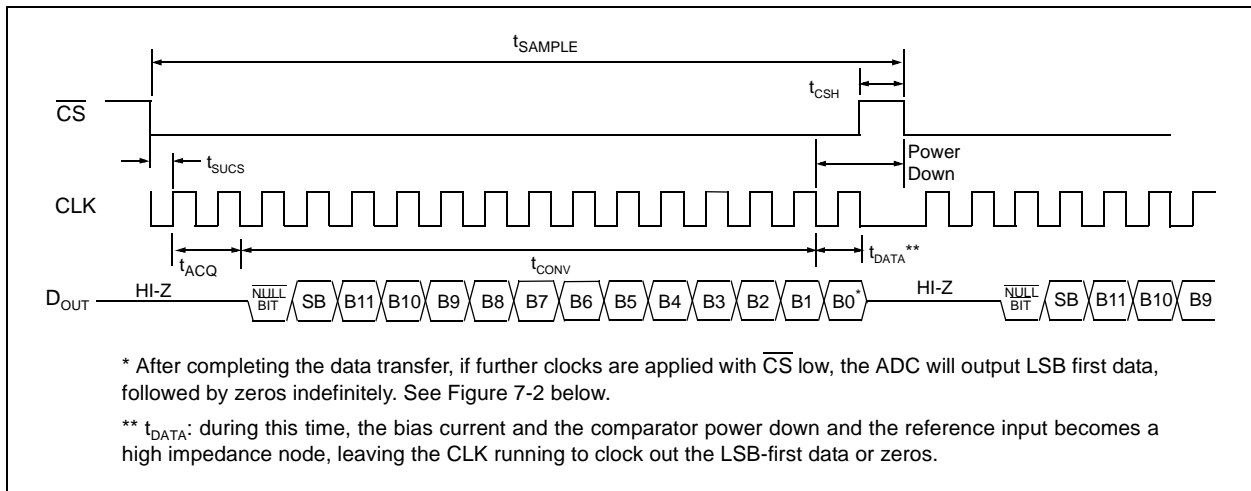 tSAMPLE
tCSH
CS
tSUCS
Power
Down
CLK
tACQ
tCONV
tDATA**
DOUT
HI-Z
NULL
BIT
SB
B11
B10
B9
B8
B7
B6
B5
B4
B3
B2
B1
B0*
HI-Z
NULL
BIT
SB
B11
B10
B9
* After completing the data transfer, if further clocks are applied with CS low, the ADC will output LSB first data,
followed by zeros indefinitely. See Figure 7-2 below.
** tDATA: during this time, the bias current and the comparator power down and the reference input becomes a
high impedance node, leaving the CLK running to clock out the LSB-first data or zeros.